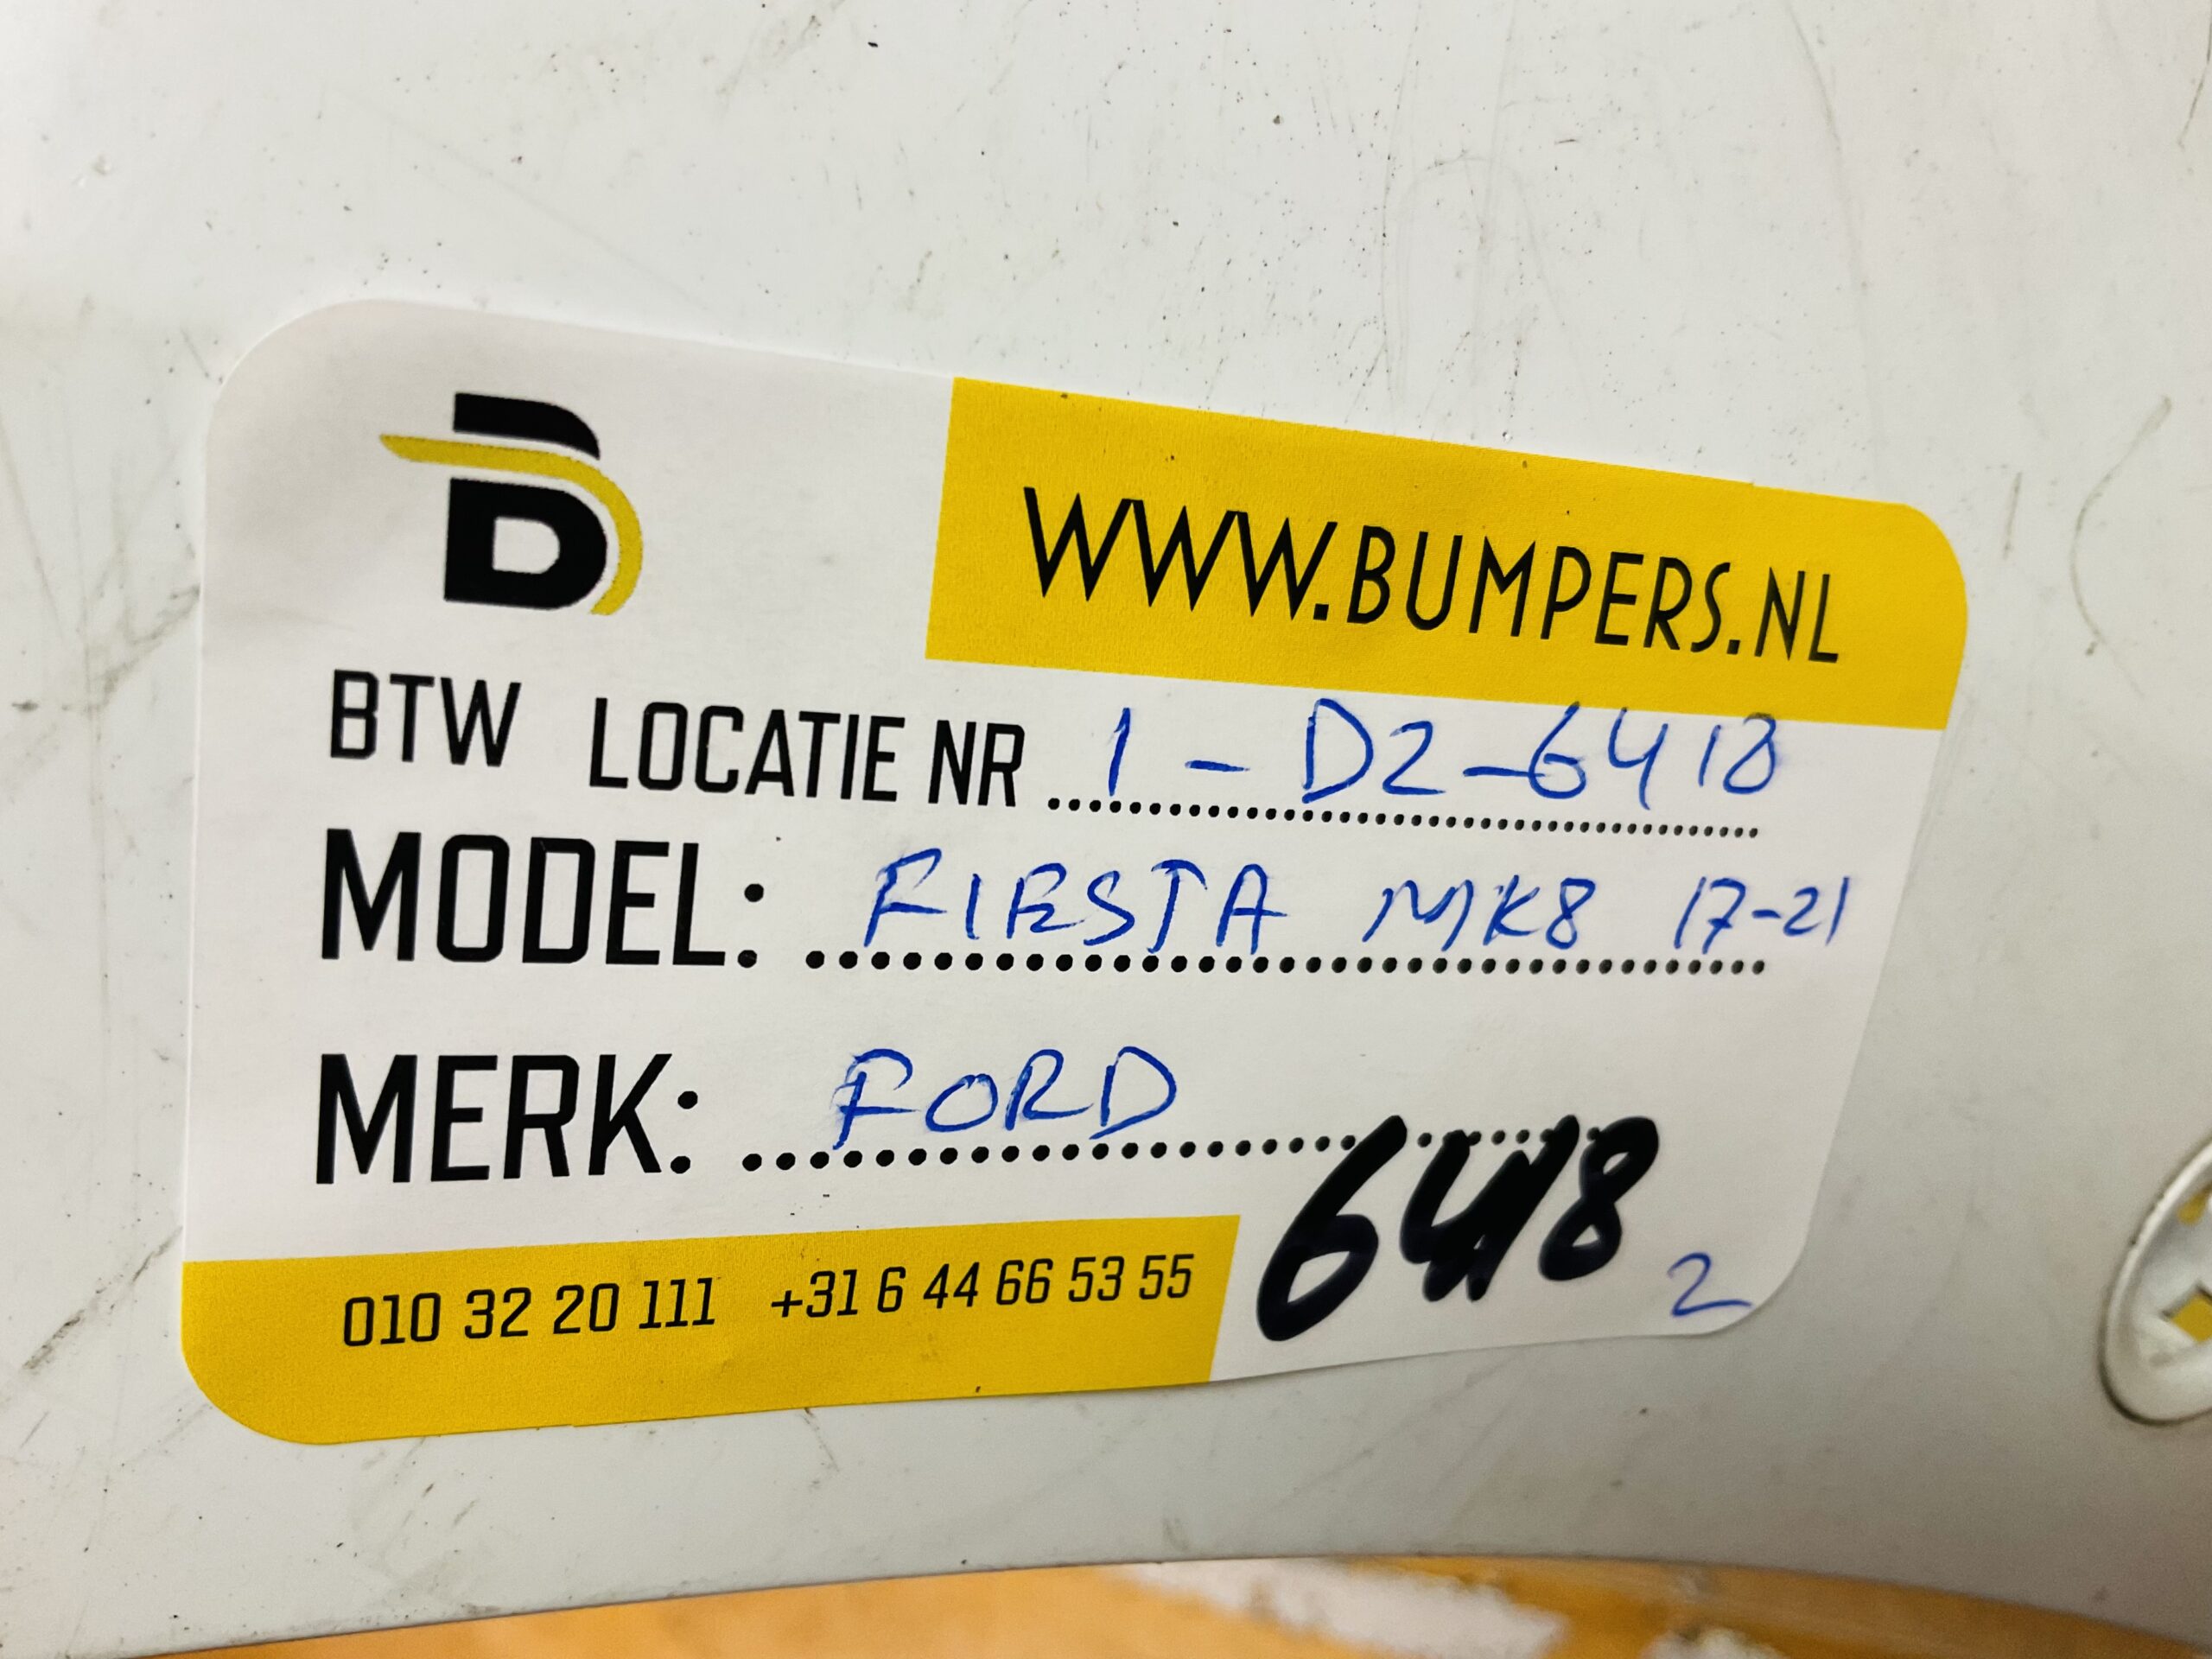 WWW.BUMPERS.NL
BTW LOCATIE NR 1 - D2-6418
MODEL: FIESTA MK8 17-21
MERK: FORD
6418
2
010 32 20 111 +31 6 44 66 53 55